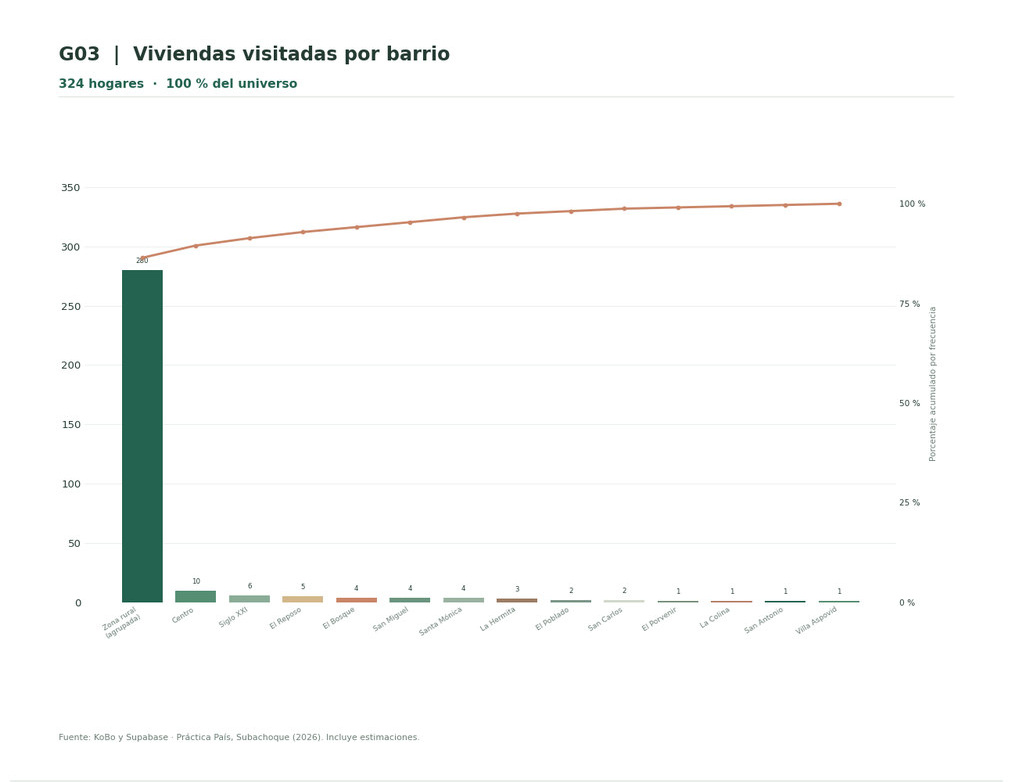 G03 | Viviendas visitadas por barrio
324 hogares · 100 % del universo
350
300
250
200
150
100
50
0
100 %
75 %
50 %
25 %
0 %
Porcentaje acumulado por frecuencia
280
10
6
5
4
4
4
3
2
2
1
1
1
1
Zona rural
(agrupada)
Centro
Siglo XXI
El Reposo
El Bosque
San Miguel
Santa Mónica
La Hermita
El Poblado
San Carlos
El Porvenir
La Colina
San Antonio
Villa Aspovid
Fuente: KoBo y Supabase · Práctica País, Subachoque (2026). Incluye estimaciones.